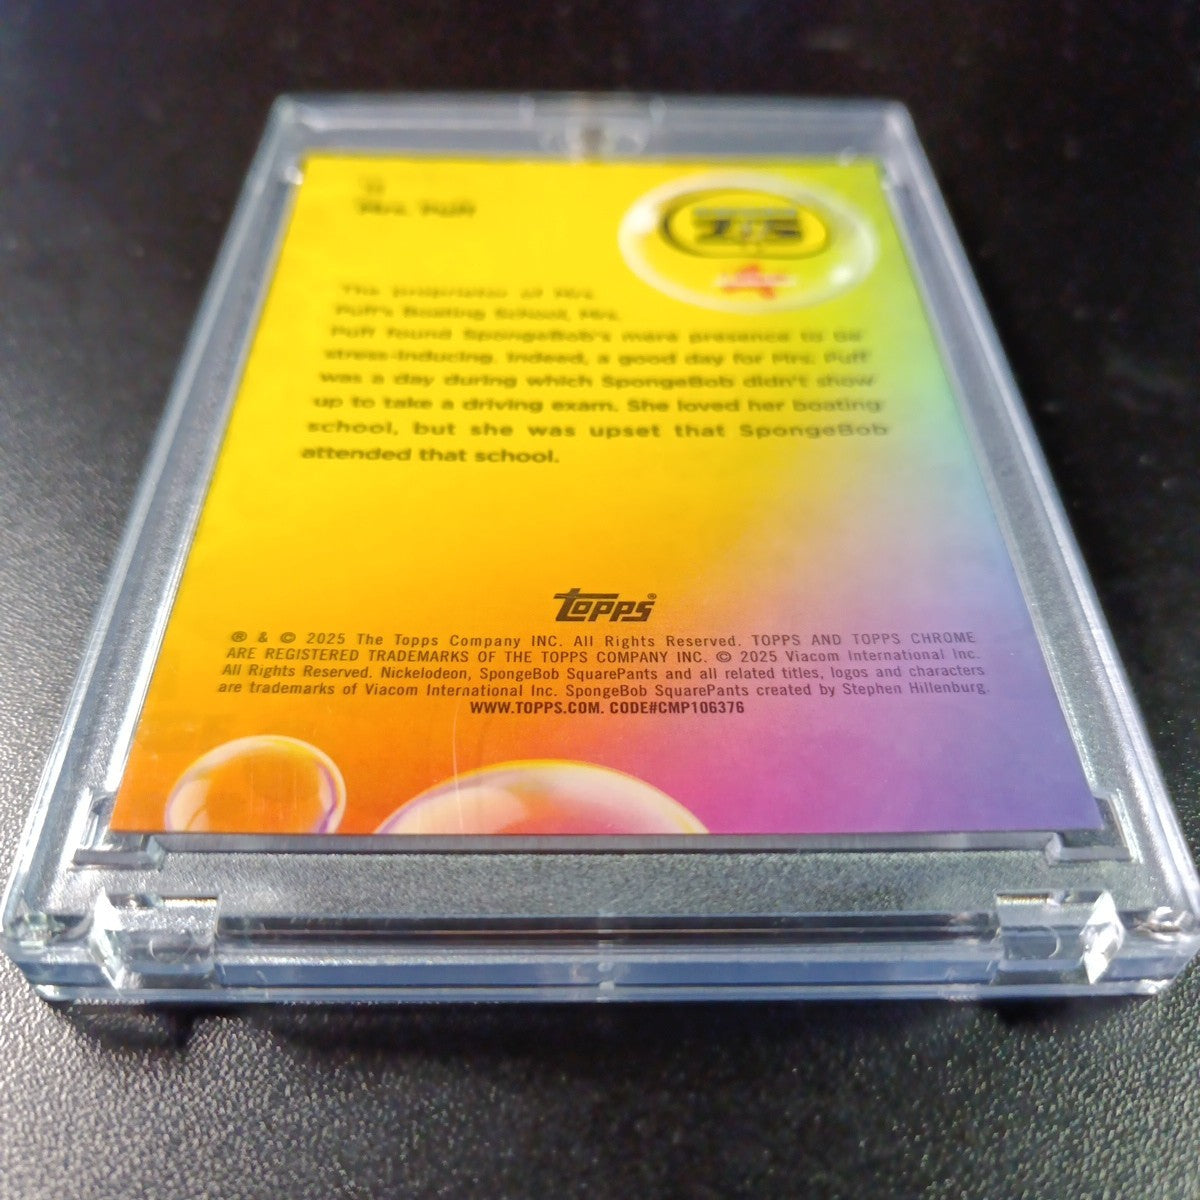 11
Mrs. Puff
25
The proprietor of Mrs.
Puff's Boating School, Mrs.
Puff found SpongeBob's mere presence to be
stress-inducing. Indeed, a good day for Mrs. Puff
was a day during which SpongeBob didn't show
up to take a driving exam. She loved her boating
school, but she was upset that SpongeBob
attended that school.
topps®
® & © 2025 The Topps Company INC. All Rights Reserved. TOPPS AND TOPPS CHROME
ARE REGISTERED TRADEMARKS OF THE TOPPS COMPANY INC. © 2025 Viacom International Inc.
All Rights Reserved. Nickelodeon, SpongeBob SquarePants and all related titles, logos and characters
are trademarks of Viacom International Inc. SpongeBob SquarePants created by Stephen Hillenburg.
WWW.TOPPS.COM. CODE#CMP106376